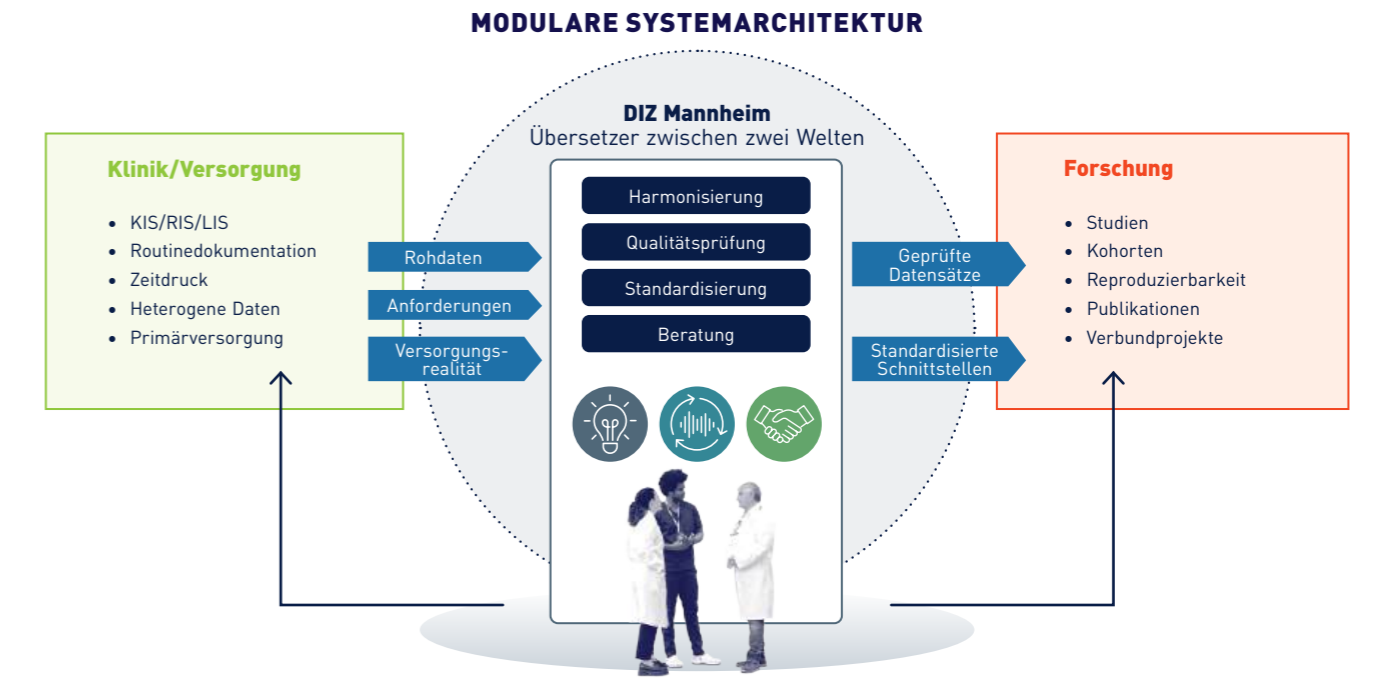 MODULARE SYSTEMARCHITEKTUR
DIZ Mannheim
Übersetzer zwischen zwei Welten
Klinik/Versorgung
• KIS/RIS/LIS
• Routinedokumentation
• Zeitdruck
• Heterogene Daten
• Primärversorgung
Rohdaten
Anforderungen
Versorgungs-
realität
Harmonisierung
Qualitätsprüfung
Standardisierung
Beratung
Geprüfte
Datensätze
Standardisierte
Schnittstellen
Forschung
• Studien
• Kohorten
• Reproduzierbarkeit
• Publikationen
• Verbundprojekte